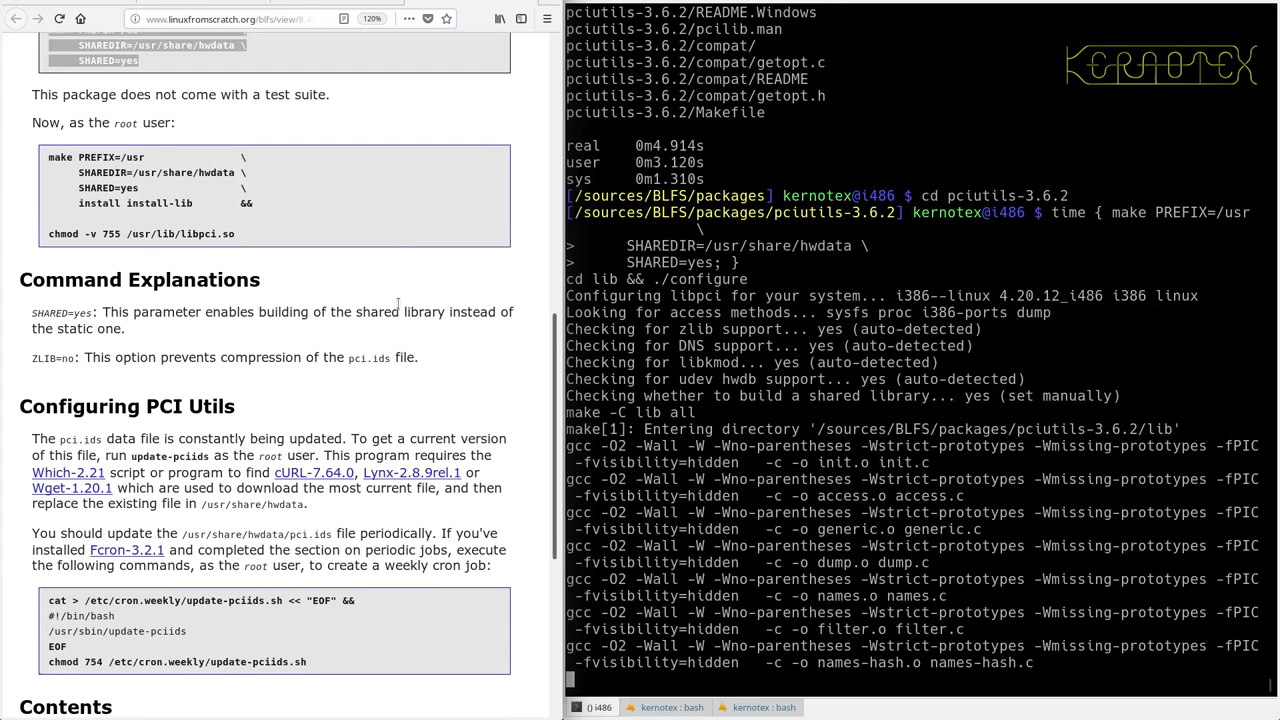 www.linuxfromscratch.org/blfs/view/8.4
120%
SHAREDIR=/usr/share/hwdata \
SHARED=yes
This package does not come with a test suite.
Now, as the root user:
make PREFIX=/usr                \
     SHAREDIR=/usr/share/hwdata \
     SHARED=yes                 \
     install install-lib        &&
chmod -v 755 /usr/lib/libpci.so
Command Explanations
SHARED=yes: This parameter enables building of the shared library instead of
the static one.
ZLIB=no: This option prevents compression of the pci.ids file.
Configuring PCI Utils
The pci.ids data file is constantly being updated. To get a current version
of this file, run update-pciids as the root user. This program requires the
Which-2.21 script or program to find cURL-7.64.0, Lynx-2.8.9rel.1 or
Wget-1.20.1 which are used to download the most current file, and then
replace the existing file in /usr/share/hwdata.
You should update the /usr/share/hwdata/pci.ids file periodically. If you've
installed Fcron-3.2.1 and completed the section on periodic jobs, execute
the following commands, as the root user, to create a weekly cron job:
cat > /etc/cron.weekly/update-pciids.sh << "EOF" &&
#!/bin/bash
/usr/sbin/update-pciids
EOF
chmod 754 /etc/cron.weekly/update-pciids.sh
Contents
pciutils-3.6.2/README.Windows
pciutils-3.6.2/pcilib.man
pciutils-3.6.2/compat/
pciutils-3.6.2/compat/getopt.c
pciutils-3.6.2/compat/README
pciutils-3.6.2/compat/getopt.h
pciutils-3.6.2/Makefile
KERNOTEX
real    0m4.914s
user    0m3.120s
sys     0m1.310s
[/sources/BLFS/packages] kernotex@i486 $ cd pciutils-3.6.2
[/sources/BLFS/packages/pciutils-3.6.2] kernotex@i486 $ time { make PREFIX=/usr
                \
>      SHAREDIR=/usr/share/hwdata \
>      SHARED=yes; }
cd lib && ./configure
Configuring libpci for your system... i386--linux 4.20.12_i486 i386 linux
Looking for access methods... sysfs proc i386-ports dump
Checking for zlib support... yes (auto_detected)
Checking for DNS support... yes (auto_detected)
Checking for libkmod... yes (auto_detected)
Checking for udev hwdb support... yes (auto_detected)
Checking whether to build a shared library... yes (set manually)
make -C lib all
make[1]: Entering directory '/sources/BLFS/packages/pciutils-3.6.2/lib'
gcc -O2 -Wall -W -Wno-parentheses -Wstrict-prototypes -Wmissing-prototypes -fPIC
 -fvisibility=hidden   -c -o init.o init.c
gcc -O2 -Wall -W -Wno-parentheses -Wstrict-prototypes -Wmissing-prototypes -fPIC
 -fvisibility=hidden   -c -o access.o access.c
gcc -O2 -Wall -W -Wno-parentheses -Wstrict-prototypes -Wmissing-prototypes -fPIC
 -fvisibility=hidden   -c -o generic.o generic.c
gcc -O2 -Wall -W -Wno-parentheses -Wstrict-prototypes -Wmissing-prototypes -fPIC
 -fvisibility=hidden   -c -o dump.o dump.c
gcc -O2 -Wall -W -Wno-parentheses -Wstrict-prototypes -Wmissing-prototypes -fPIC
 -fvisibility=hidden   -c -o names.o names.c
gcc -O2 -Wall -W -Wno-parentheses -Wstrict-prototypes -Wmissing-prototypes -fPIC
 -fvisibility=hidden   -c -o filter.o filter.c
gcc -O2 -Wall -W -Wno-parentheses -Wstrict-prototypes -Wmissing-prototypes -fPIC
 -fvisibility=hidden   -c -o names-hash.o names-hash.c
() i486
kernotex : bash
kernotex : bash